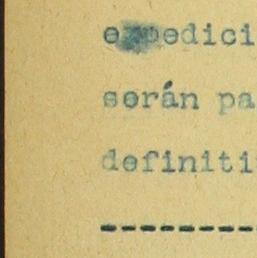 expedici
serán pa
definiti
---------